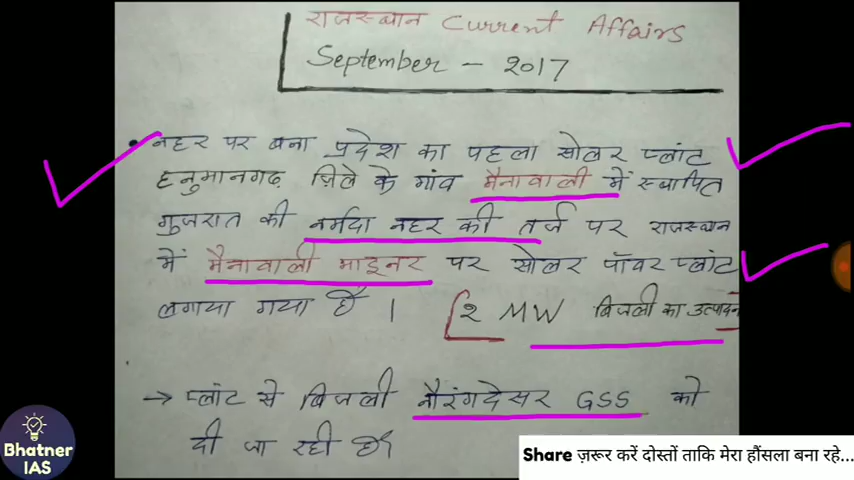 राजस्थान Current Affairs
September - २०17
• नहर पर बना प्रदेश का पहला सोलर प्लांट
हनुमानगढ़ ज़िले के गांव मैनावाली में स्थापित
गुजरात की नर्मदा नहर की तर्ज पर राजस्थान
में मैनावाली माइनर पर सोलर पॉवर प्लांट
लगाया गया है ।
२ MW बिजली का उत्पादन
→ प्लांट से बिजली नौरंगदेसर GSS को
दी जा रही है
Bhatner
IAS
Share ज़रूर करें दोस्तों ताकि मेरा हौंसला बना रहे...